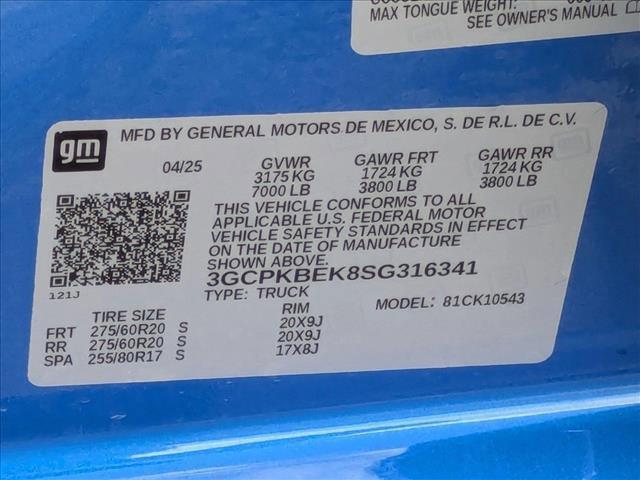 MAX TONGUE WEIGHT:
SEE OWNER'S MANUAL
gm
MFD BY GENERAL MOTORS DE MEXICO, S. DE R.L. DE C.V.
04/25 GVWR GAWR FRT GAWR RR
3175 KG 1724 KG 1724 KG
7000 LB 3800 LB 3800 LB
THIS VEHICLE CONFORMS TO ALL
APPLICABLE U.S. FEDERAL MOTOR
VEHICLE SAFETY STANDARDS IN EFFECT
ON THE DATE OF MANUFACTURE
SHOWN ABOVE.
3GCPKBEK8SG316341
121J
TYPE: TRUCK MODEL: 81CK10543
TIRE SIZE RIM
FRT 275/60R20 S 20X9J
RR 275/60R20 S 20X9J
SPA 255/80R17 S 17X8J